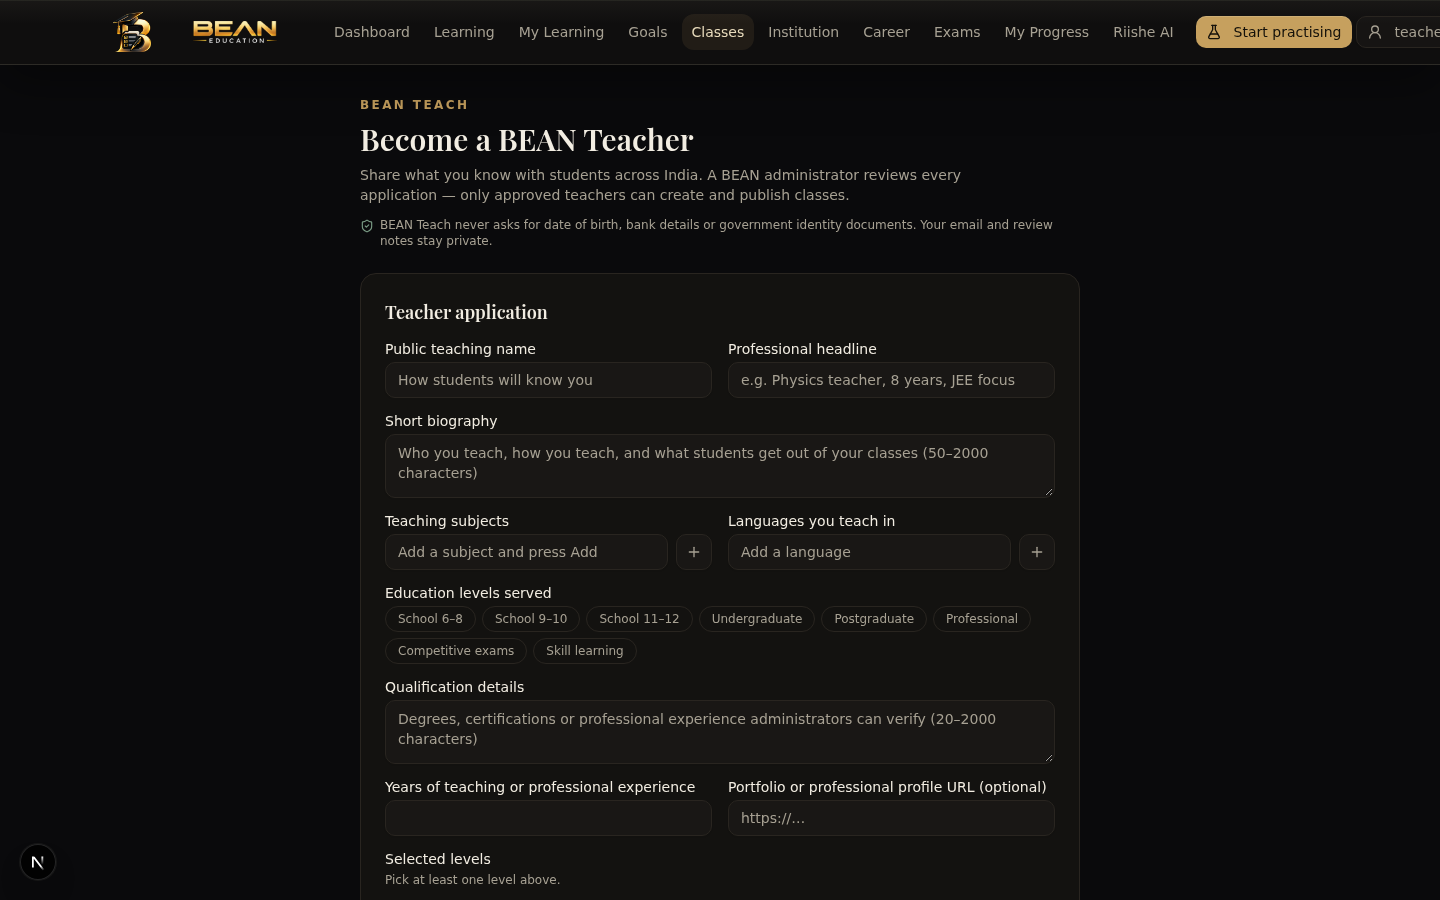 BEAN
EDUCATION
Dashboard
Learning
My Learning
Goals
Classes
Institution
Career
Exams
My Progress
Riishe AI
Start practising
BEAN TEACH
Become a BEAN Teacher
Share what you know with students across India. A BEAN administrator reviews every
application — only approved teachers can create and publish classes.
BEAN Teach never asks for date of birth, bank details or government identity documents. Your email and review
notes stay private.
Teacher application
Public teaching name
Professional headline
How students will know you
e.g. Physics teacher, 8 years, JEE focus
Short biography
Who you teach, how you teach, and what students get out of your classes (50–2000
characters)
Teaching subjects
Languages you teach in
Add a subject and press Add
Add a language
Education levels served
School 6–8
School 9–10
School 11–12
Undergraduate
Postgraduate
Professional
Competitive exams
Skill learning
Qualification details
Degrees, certifications or professional experience administrators can verify (20–2000
characters)
Years of teaching or professional experience
Portfolio or professional profile URL (optional)
https://...
Selected levels
Pick at least one level above.